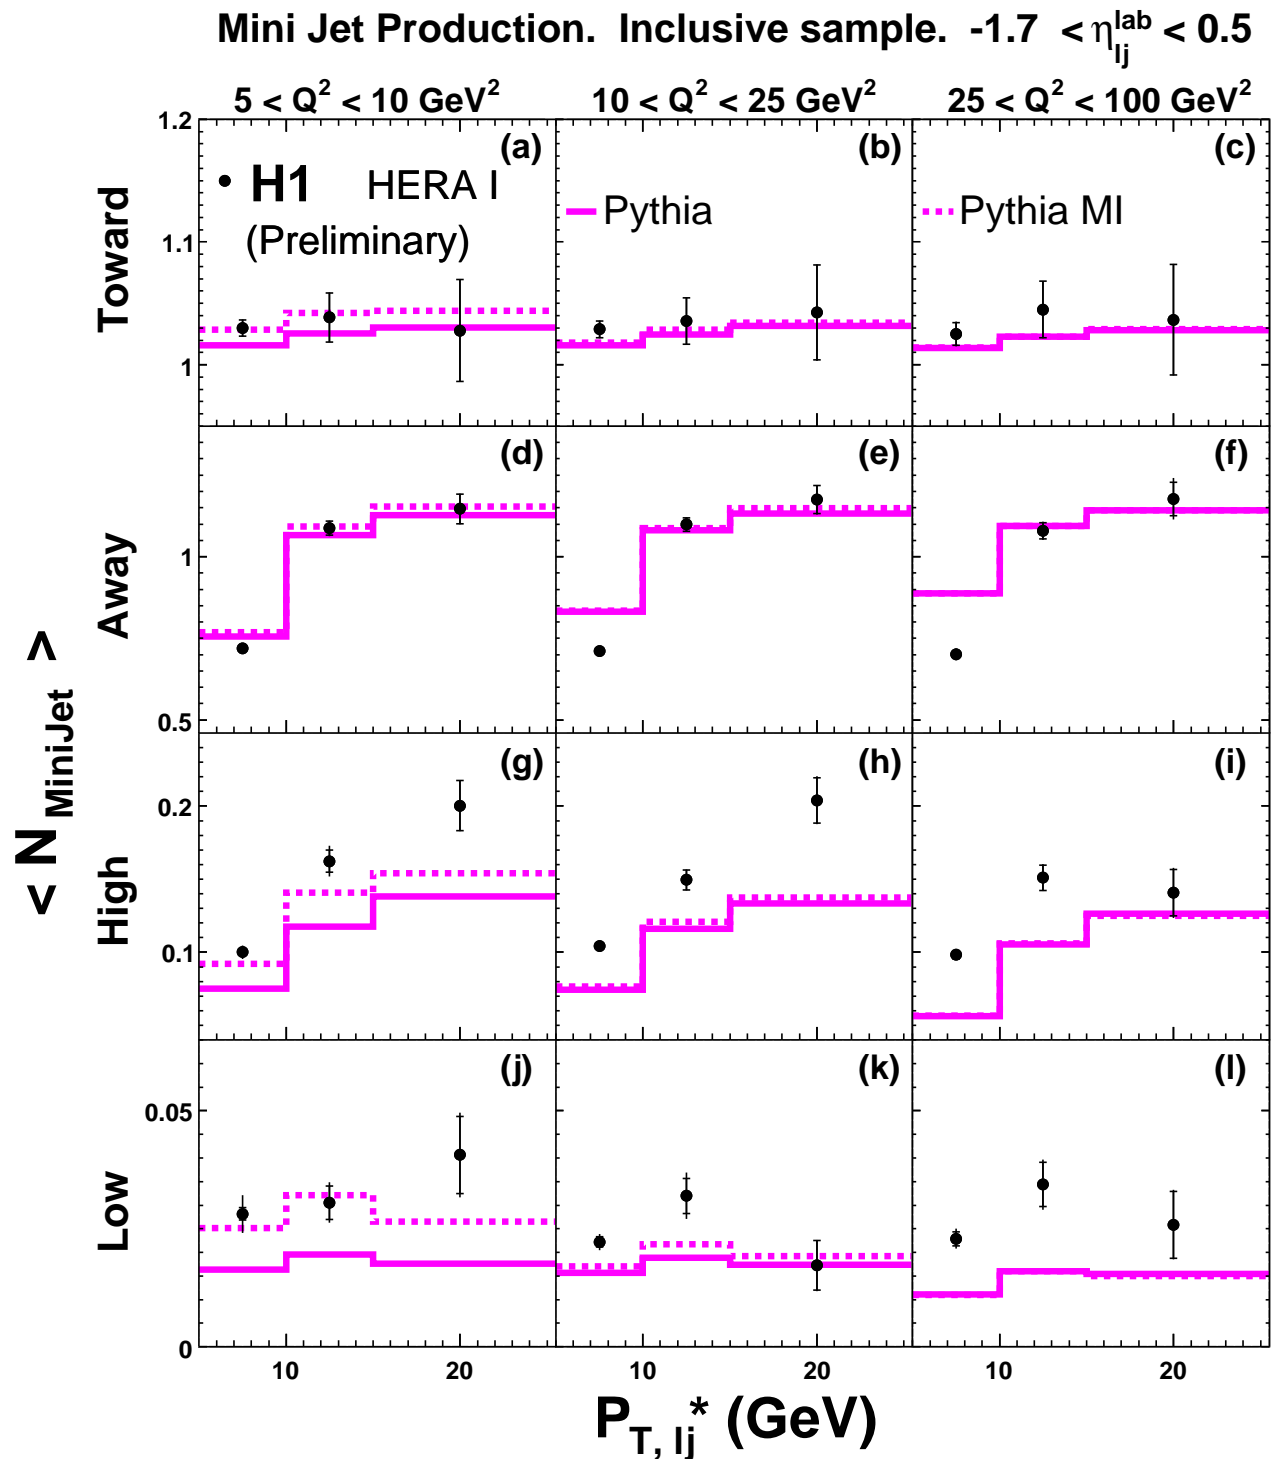 Mini Jet Production. Inclusive sample. -1.7 < η_lj^lab < 0.5
5 < Q² < 10 GeV² 10 < Q² < 25 GeV² 25 < Q² < 100 GeV²
1.2
(a) (b) (c)
H1 HERA I Pythia Pythia MI
(Preliminary)
Toward
1.1
1
(d) (e) (f)
Away
1
0.5
< N_MiniJet >
(g) (h) (i)
High
0.2
0.1
(j) (k) (l)
Low
0.05
0
10 20 10 20 10 20
P_T, lj* (GeV)